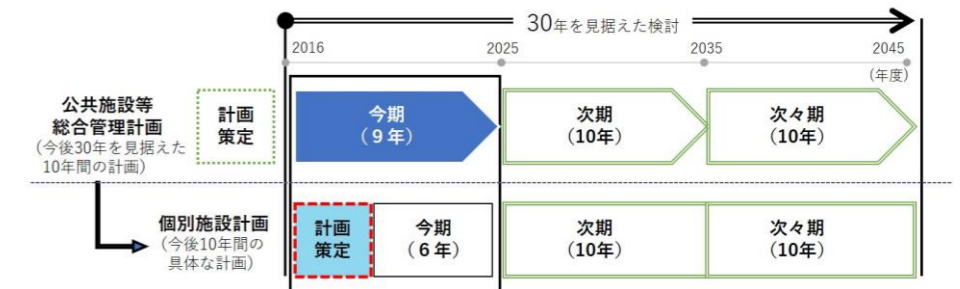 30年を見据えた検討
2016
2025
2035
2045
(年度)
公共施設等
総合管理計画
(今後30年を見据えた
10年間の計画)
計画
策定
今期
(9年)
次期
(10年)
次々期
(10年)
個別施設計画
(今後10年間の
具体な計画)
計画
策定
今期
(6年)
次期
(10年)
次々期
(10年)